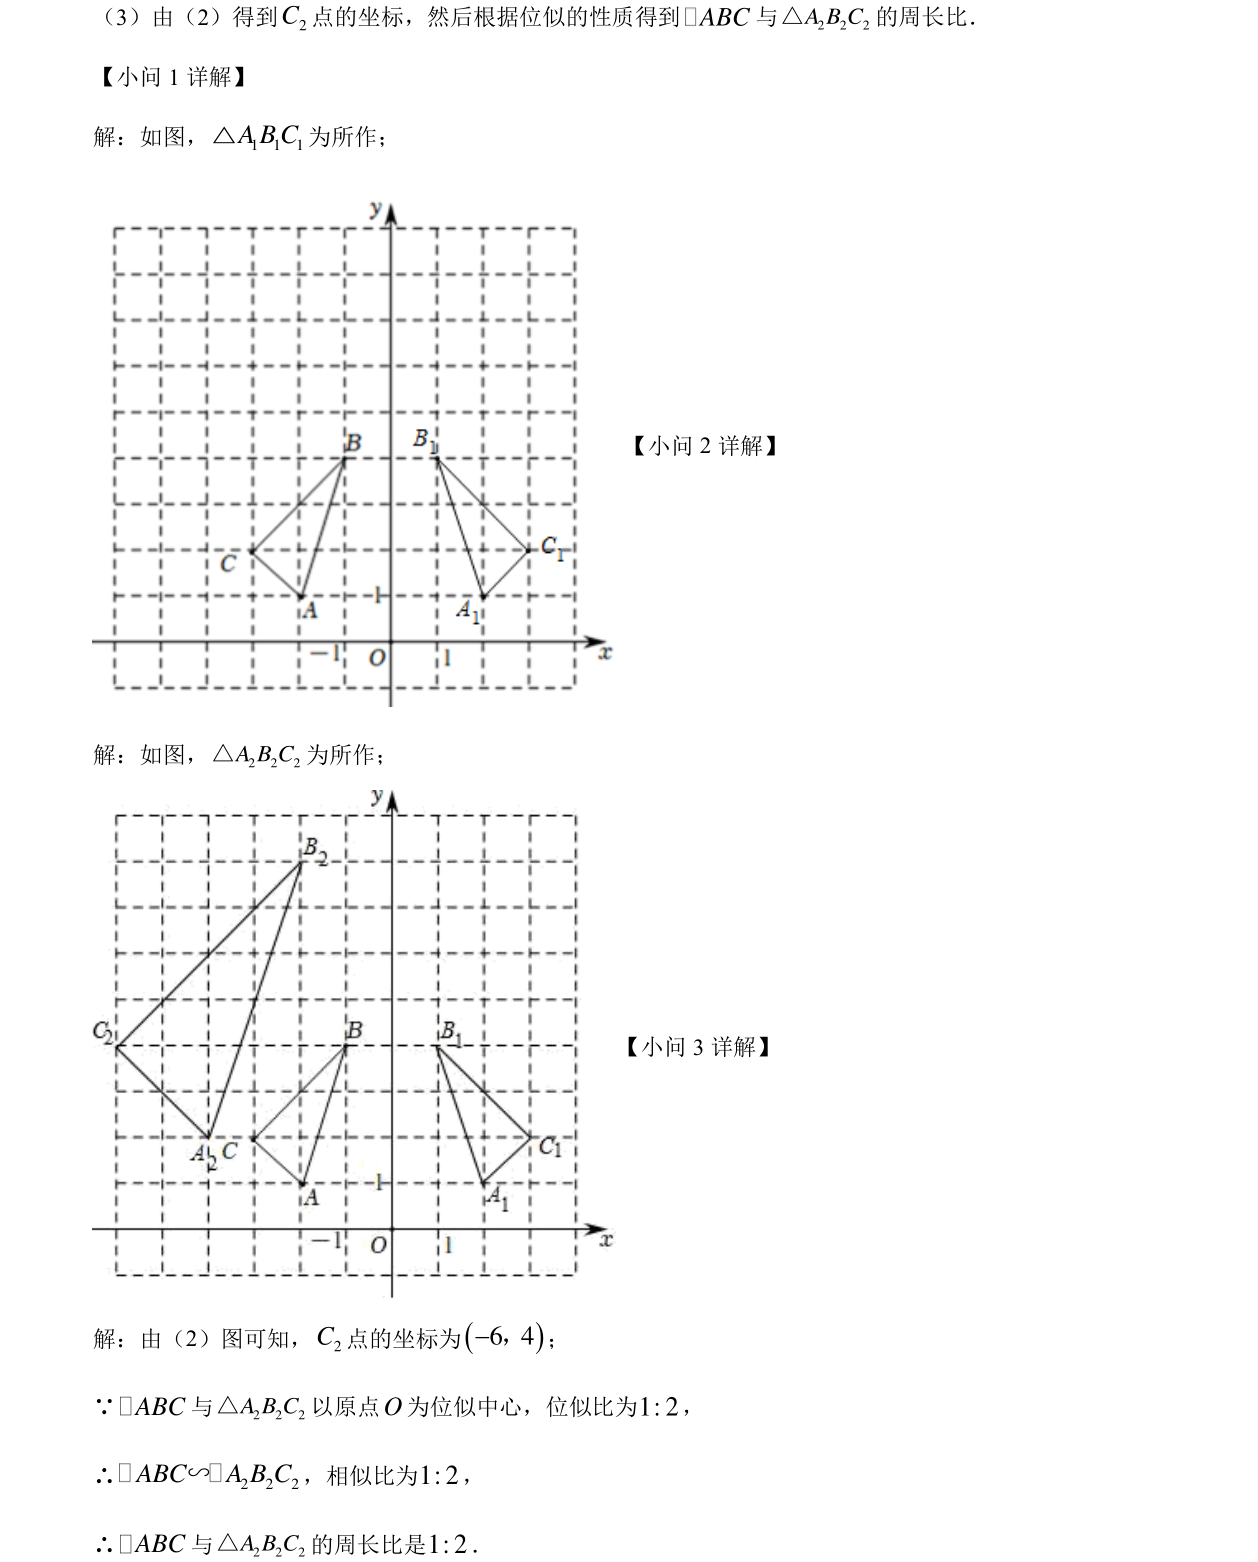 （3）由（2）得到C₂点的坐标，然后根据位似的性质得到□ABC与△A₂B₂C₂的周长比．
【小问1详解】
解：如图，△A₁B₁C₁为所作；
y
B
B₁
【小问2详解】
C
C₁
1
A
A₁
−1
O
1
x
解：如图，△A₂B₂C₂为所作；
y
B₂
C₂
B
B₁
【小问3详解】
A₂
C
C₁
1
A
A₁
−1
O
1
x
解：由（2）图可知，C₂点的坐标为(−6，4)；
∵□ABC与△A₂B₂C₂以原点O为位似中心，位似比为1:2，
∴□ABC∽□A₂B₂C₂，相似比为1:2，
∴□ABC与△A₂B₂C₂的周长比是1:2．